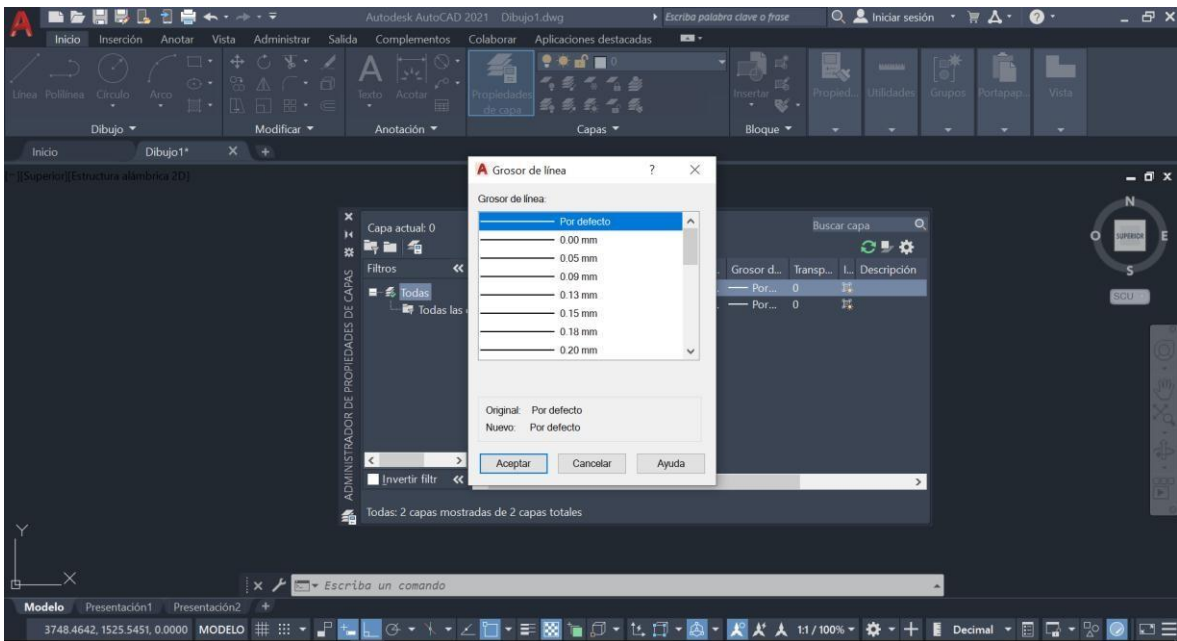 Autodesk AutoCAD 2021 Dibujo1.dwg Escriba palabra clave o frase Iniciar sesión
Inicio Inserción Anotar Vista Administrar Salida Complementos Colaborar Aplicaciones destacadas
0
Línea Polilínea Círculo Arco Texto Acotar Propiedades de capa Insertar Propied... Utilidades Grupos Portapap... Vista
Dibujo Modificar Anotación Capas Bloque
Inicio Dibujo1* +
[-][Superior][Estructura alámbrica 2D]
Grosor de línea ?
Grosor de línea:
Por defecto
0.00 mm
0.05 mm
0.09 mm
0.13 mm
0.15 mm
0.18 mm
0.20 mm
Original: Por defecto
Nuevo: Por defecto
Aceptar Cancelar Ayuda
ADMINISTRADOR DE PROPIEDADES DE CAPAS
Capa actual: 0
Buscar capa
Filtros
Todas
Todas las
Grosor d... Transp... I... Descripción
Por... 0
Por... 0
Invertir filtr
Todas: 2 capas mostradas de 2 capas totales
N
O SUPERIOR E
S
SCU
Y
X
Escriba un comando
Modelo Presentación1 Presentación2 +
3748.4642, 1525.5451, 0.0000 MODELO 1:1 / 100% Decimal